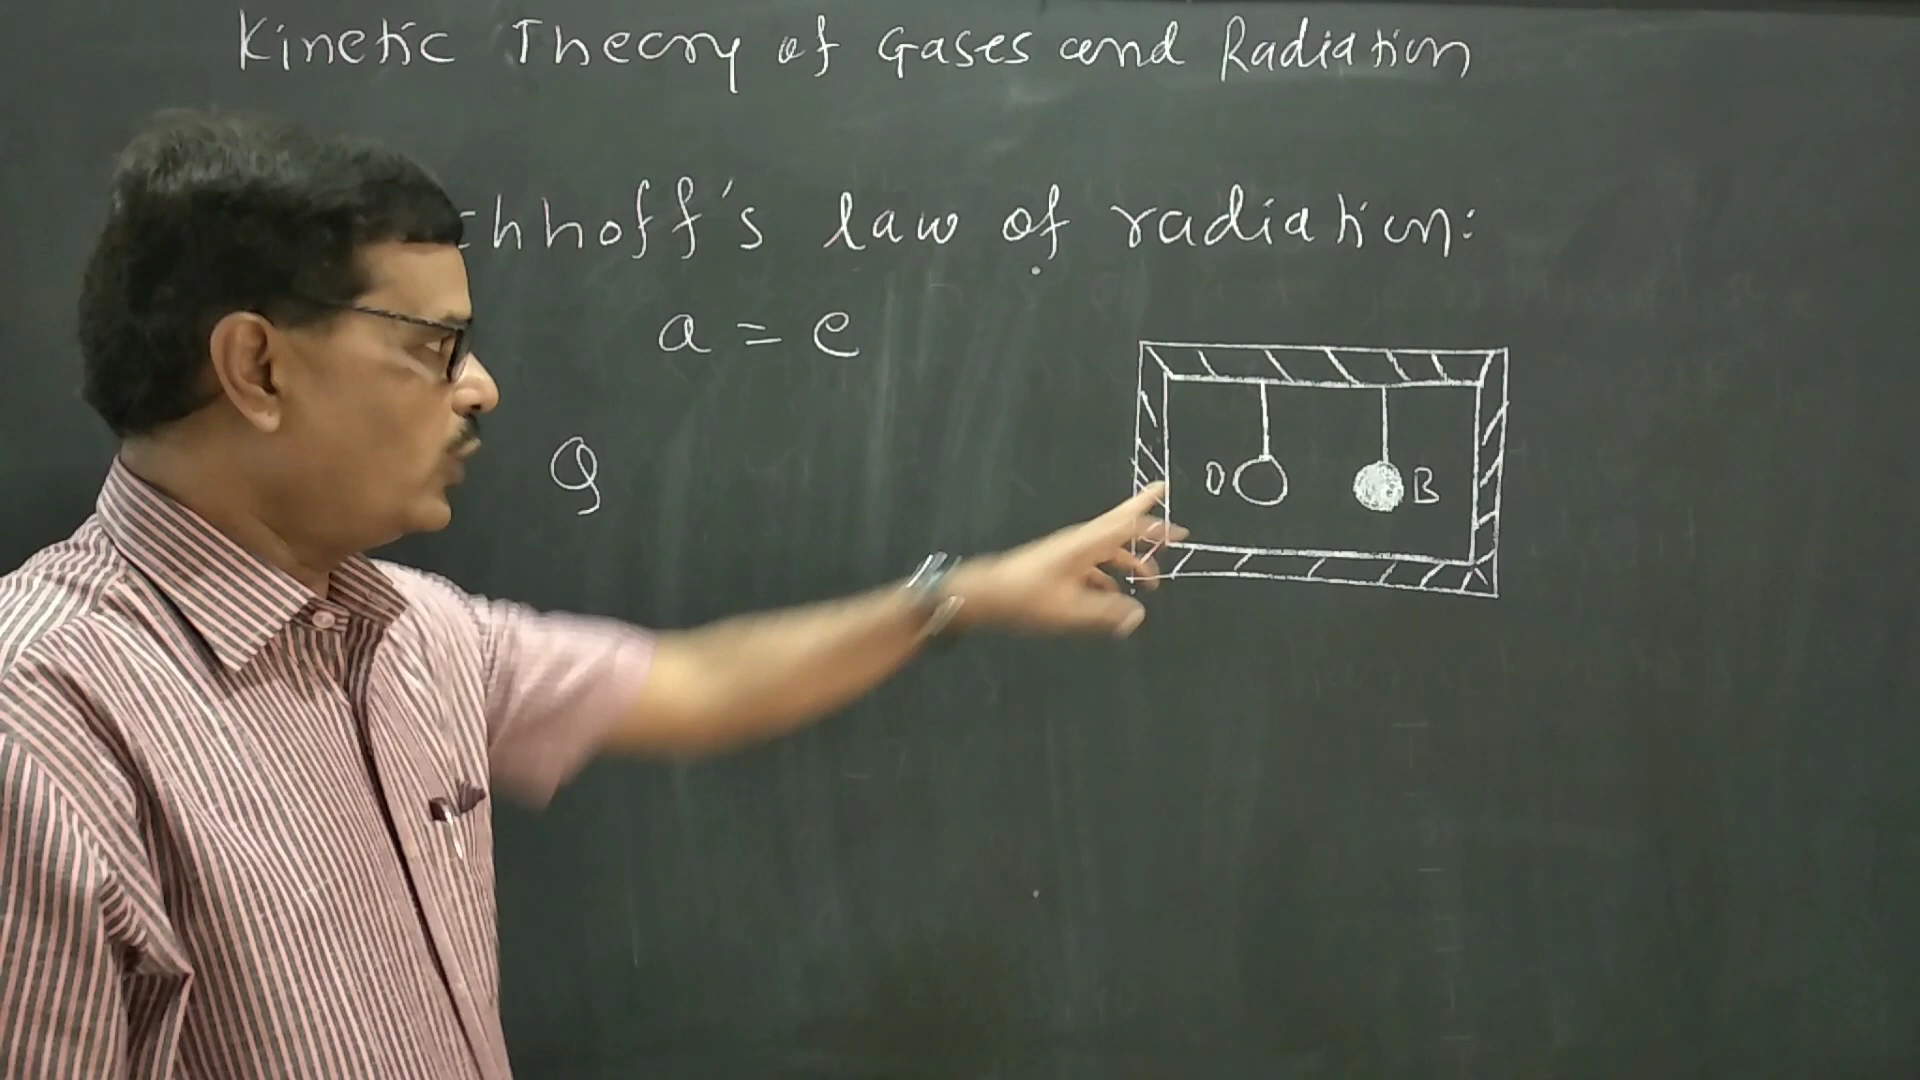 Kinetic Theory of Gases and Radiation
chhoff's law of radiation:
a = e
Q
O B